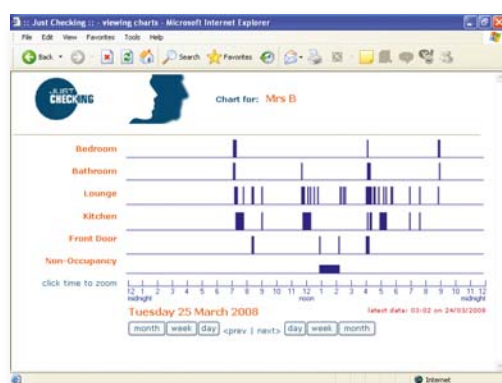 :: Just Checking :: - viewing charts - Microsoft Internet Explorer
File Edit View Favorites Tools Help
Back Search Favorites
JUST CHECKING
Chart for: Mrs B
Bedroom
Bathroom
Lounge
Kitchen
Front Door
Non-Occupancy
click time to zoom
12 1 2 3 4 5 6 7 8 9 10 11 12 1 2 3 4 5 6 7 8 9 10 11 12
midnight noon midnight
Tuesday 25 March 2008
latest data: 03:02 on 24/03/2008
month week day <prev | next> day week month
Internet